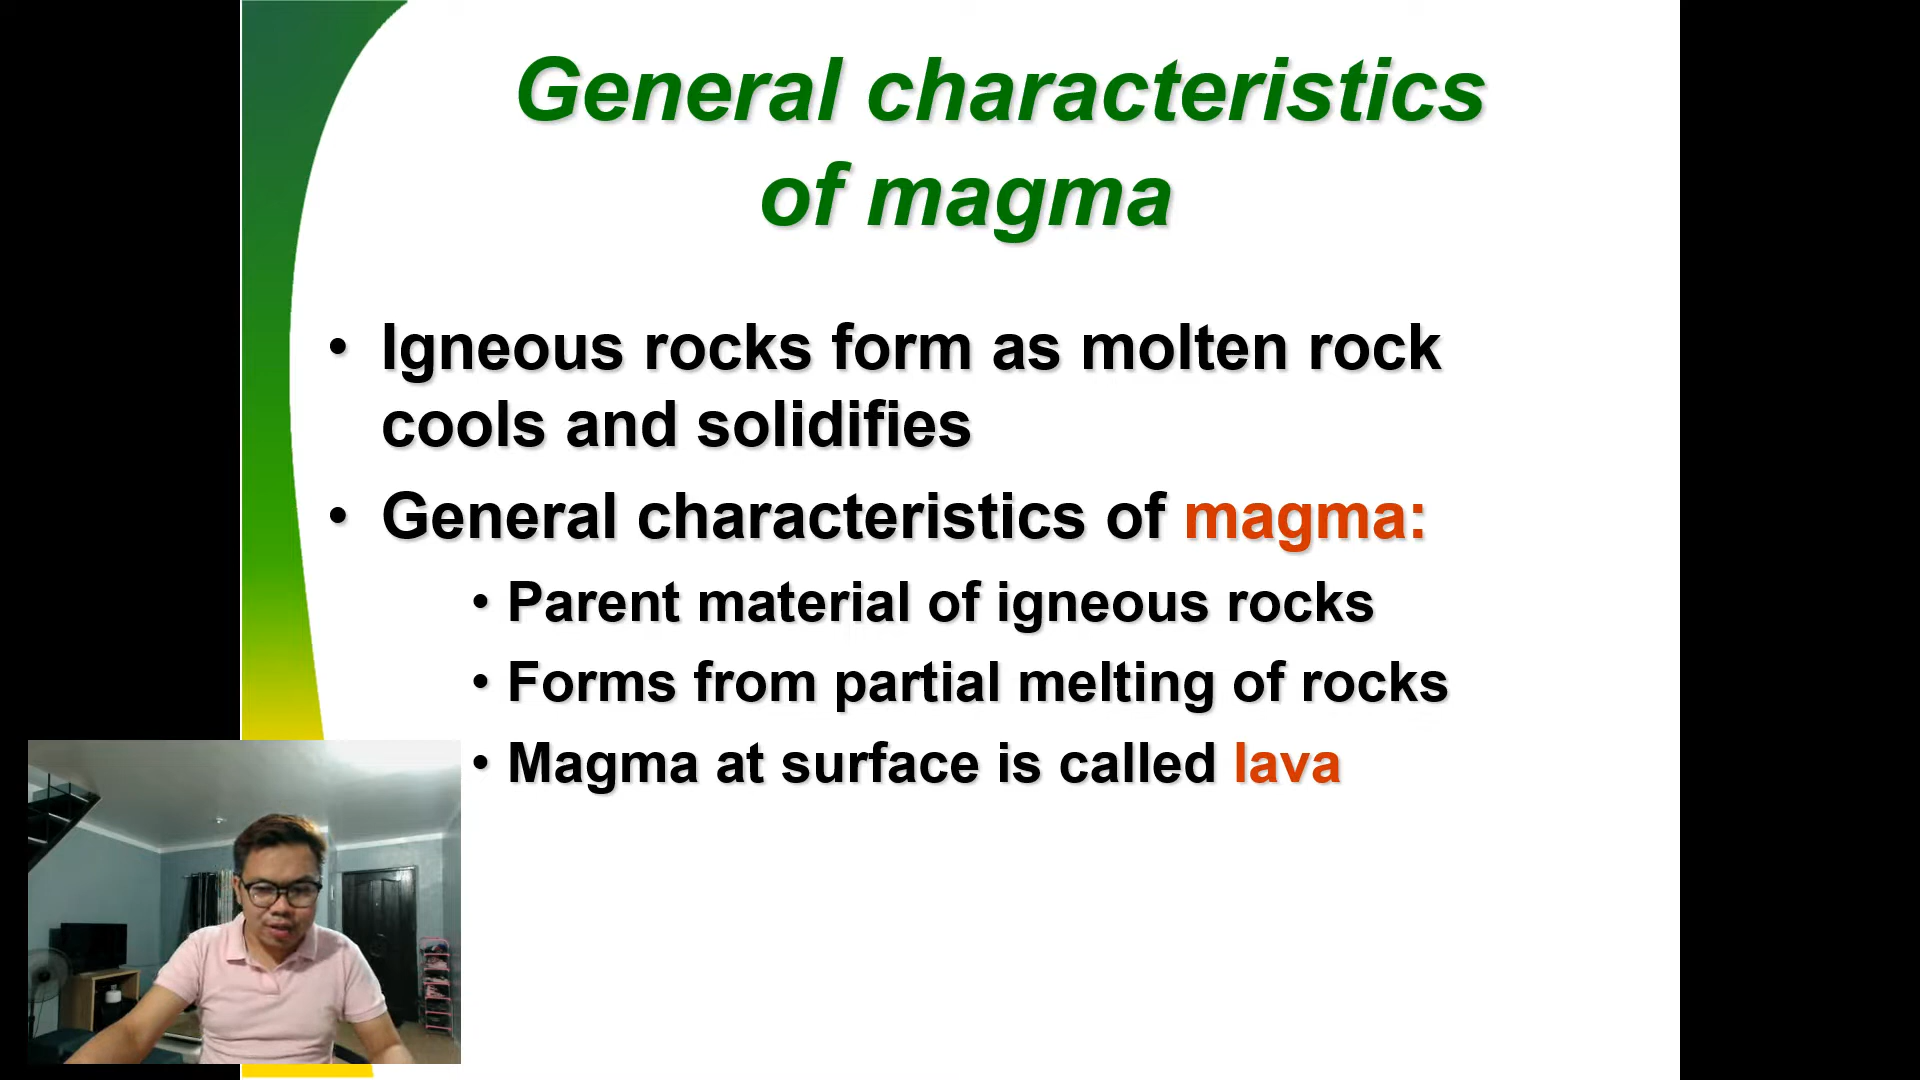 General characteristics
of magma
• Igneous rocks form as molten rock
cools and solidifies
• General characteristics of magma:
• Parent material of igneous rocks
• Forms from partial melting of rocks
• Magma at surface is called lava